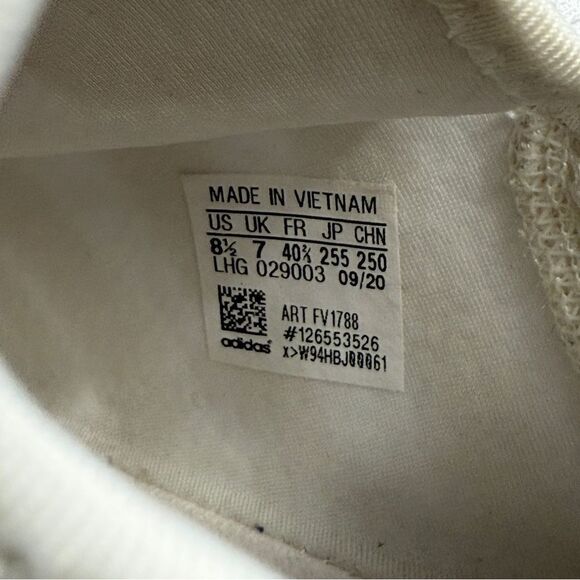 MADE IN VIETNAM
US UK FR JP CHN
8½ 7 40⅔ 255 250
LHG 029003 09/20
ART FV1788
#126553526
adidas x>W94HBJ00061